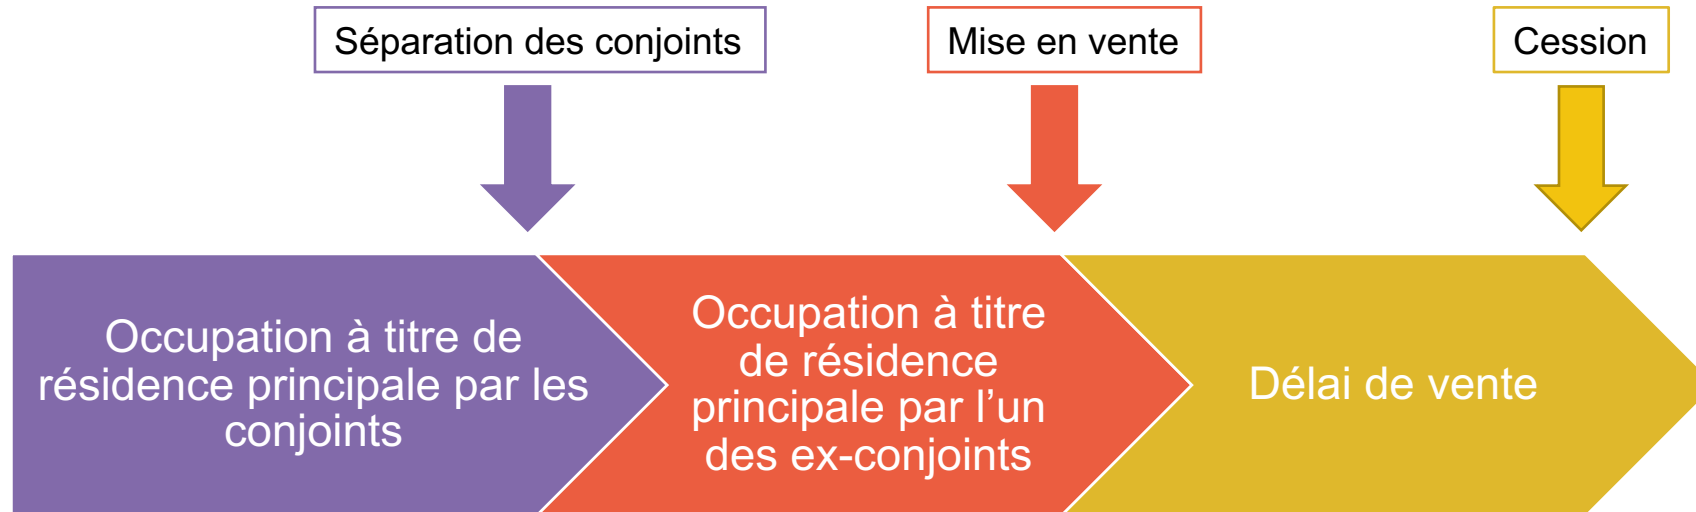 Séparation des conjoints
Mise en vente
Cession
Occupation à titre de
résidence principale par les
conjoints
Occupation à titre
de résidence
principale par l’un
des ex-conjoints
Délai de vente